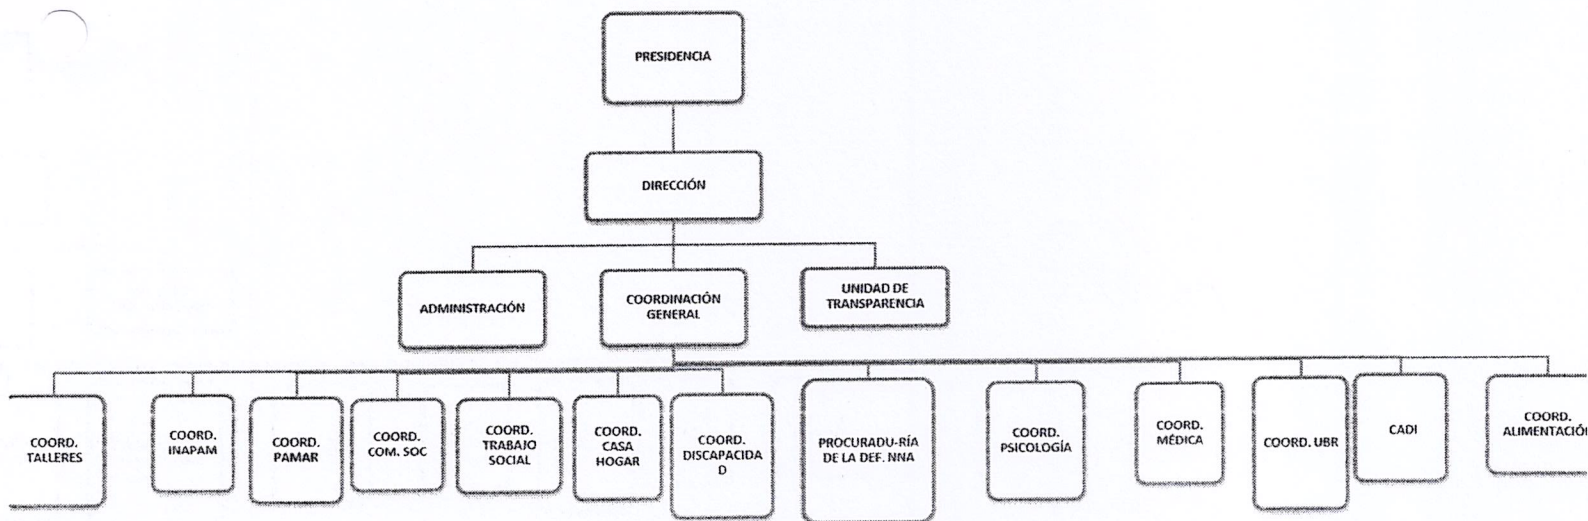 PRESIDENCIA
DIRECCIÓN
ADMINISTRACIÓN
COORDINACIÓN
GENERAL
UNIDAD DE
TRANSPARENCIA
COORD.
TALLERES
COORD.
INAPAM
COORD.
PAMAR
COORD.
COM. SOC
COORD.
TRABAJO
SOCIAL
COORD.
CASA
HOGAR
COORD.
DISCAPACIDA
D
PROCURADU-RÍA
DE LA DEF. NNA
COORD.
PSICOLOGÍA
COORD.
MÉDICA
COORD. UBR
CADI
COORD.
ALIMENTACIÓN